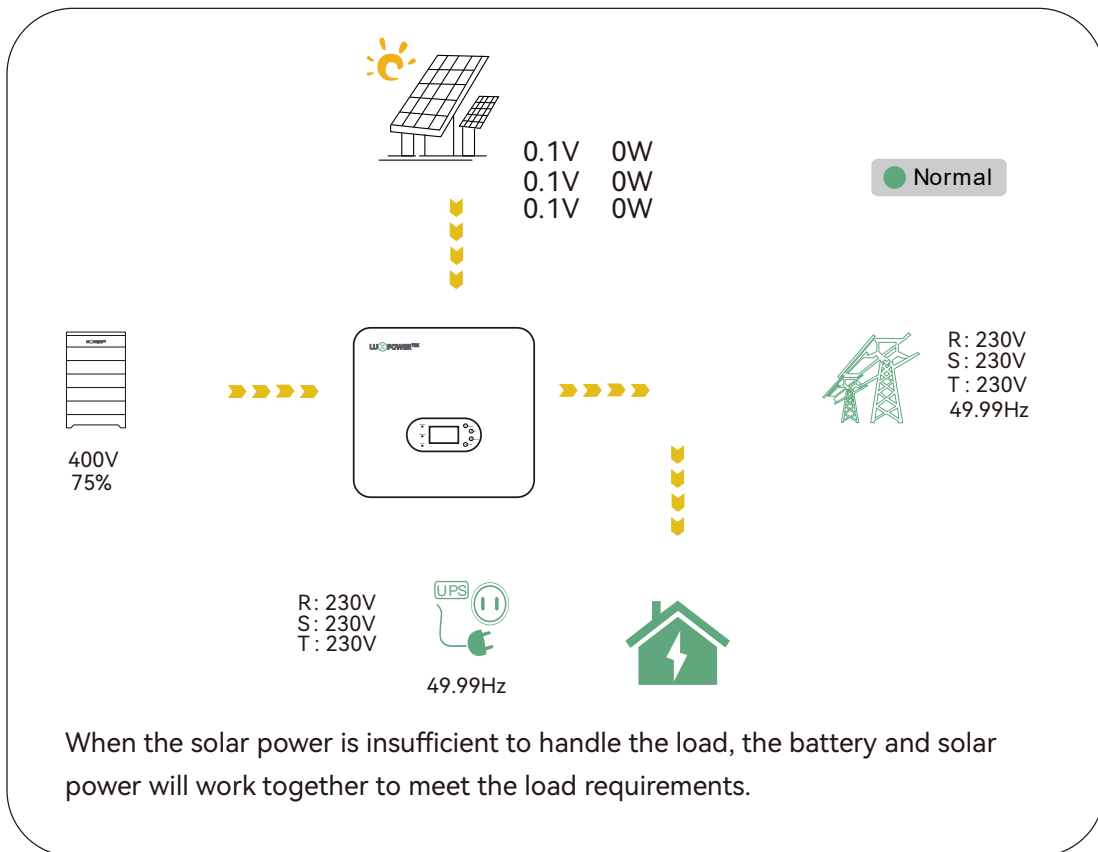 0.1V 0W
0.1V 0W
0.1V 0W
Normal
LUXPOWERTEK
R: 230V
S: 230V
T: 230V
49.99Hz
400V
75%
R: 230V
S: 230V
T: 230V
UPS
49.99Hz
When the solar power is insufficient to handle the load, the battery and solar
power will work together to meet the load requirements.